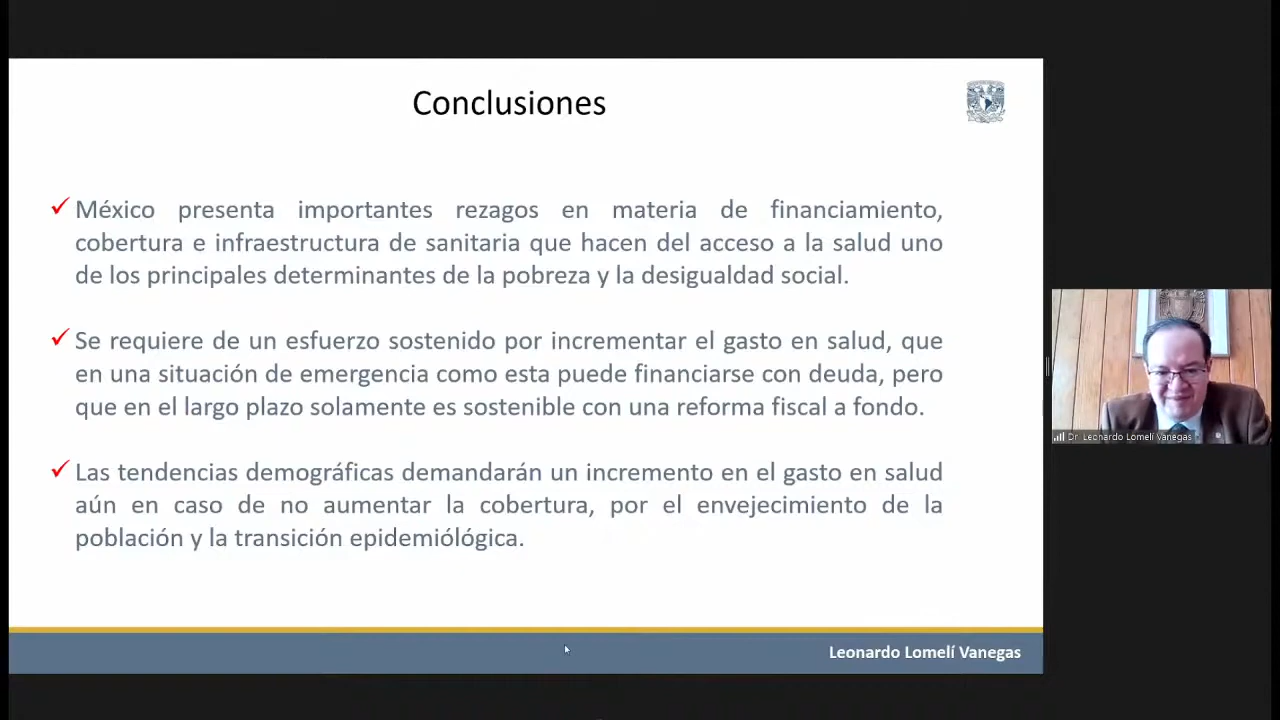 Conclusiones
México presenta importantes rezagos en materia de financiamiento,
cobertura e infraestructura de sanitaria que hacen del acceso a la salud uno
de los principales determinantes de la pobreza y la desigualdad social.
Se requiere de un esfuerzo sostenido por incrementar el gasto en salud, que
en una situación de emergencia como esta puede financiarse con deuda, pero
que en el largo plazo solamente es sostenible con una reforma fiscal a fondo.
Las tendencias demográficas demandarán un incremento en el gasto en salud
aún en caso de no aumentar la cobertura, por el envejecimiento de la
población y la transición epidemiólógica.
Leonardo Lomelí Vanegas
Dr. Leonardo Lomelí Vanegas